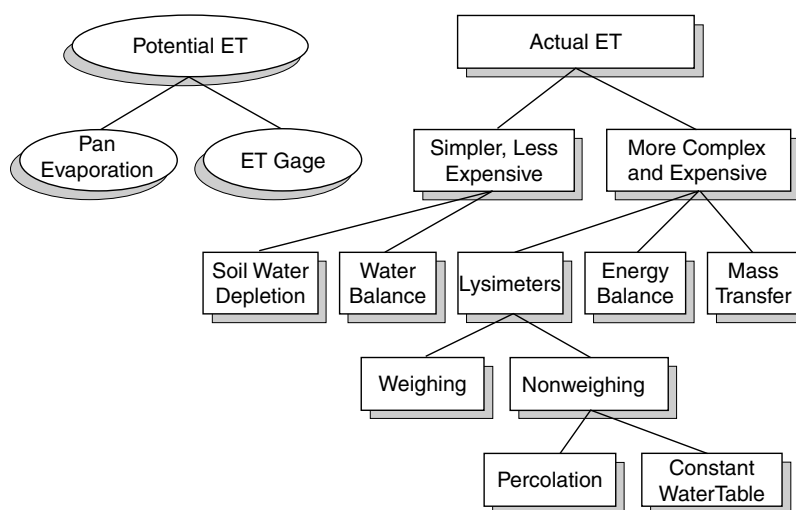 Potential ET
Actual ET
Pan
Evaporation
ET Gage
Simpler, Less
Expensive
More Complex
and Expensive
Soil Water
Depletion
Water
Balance
Lysimeters
Energy
Balance
Mass
Transfer
Weighing
Nonweighing
Percolation
Constant
WaterTable